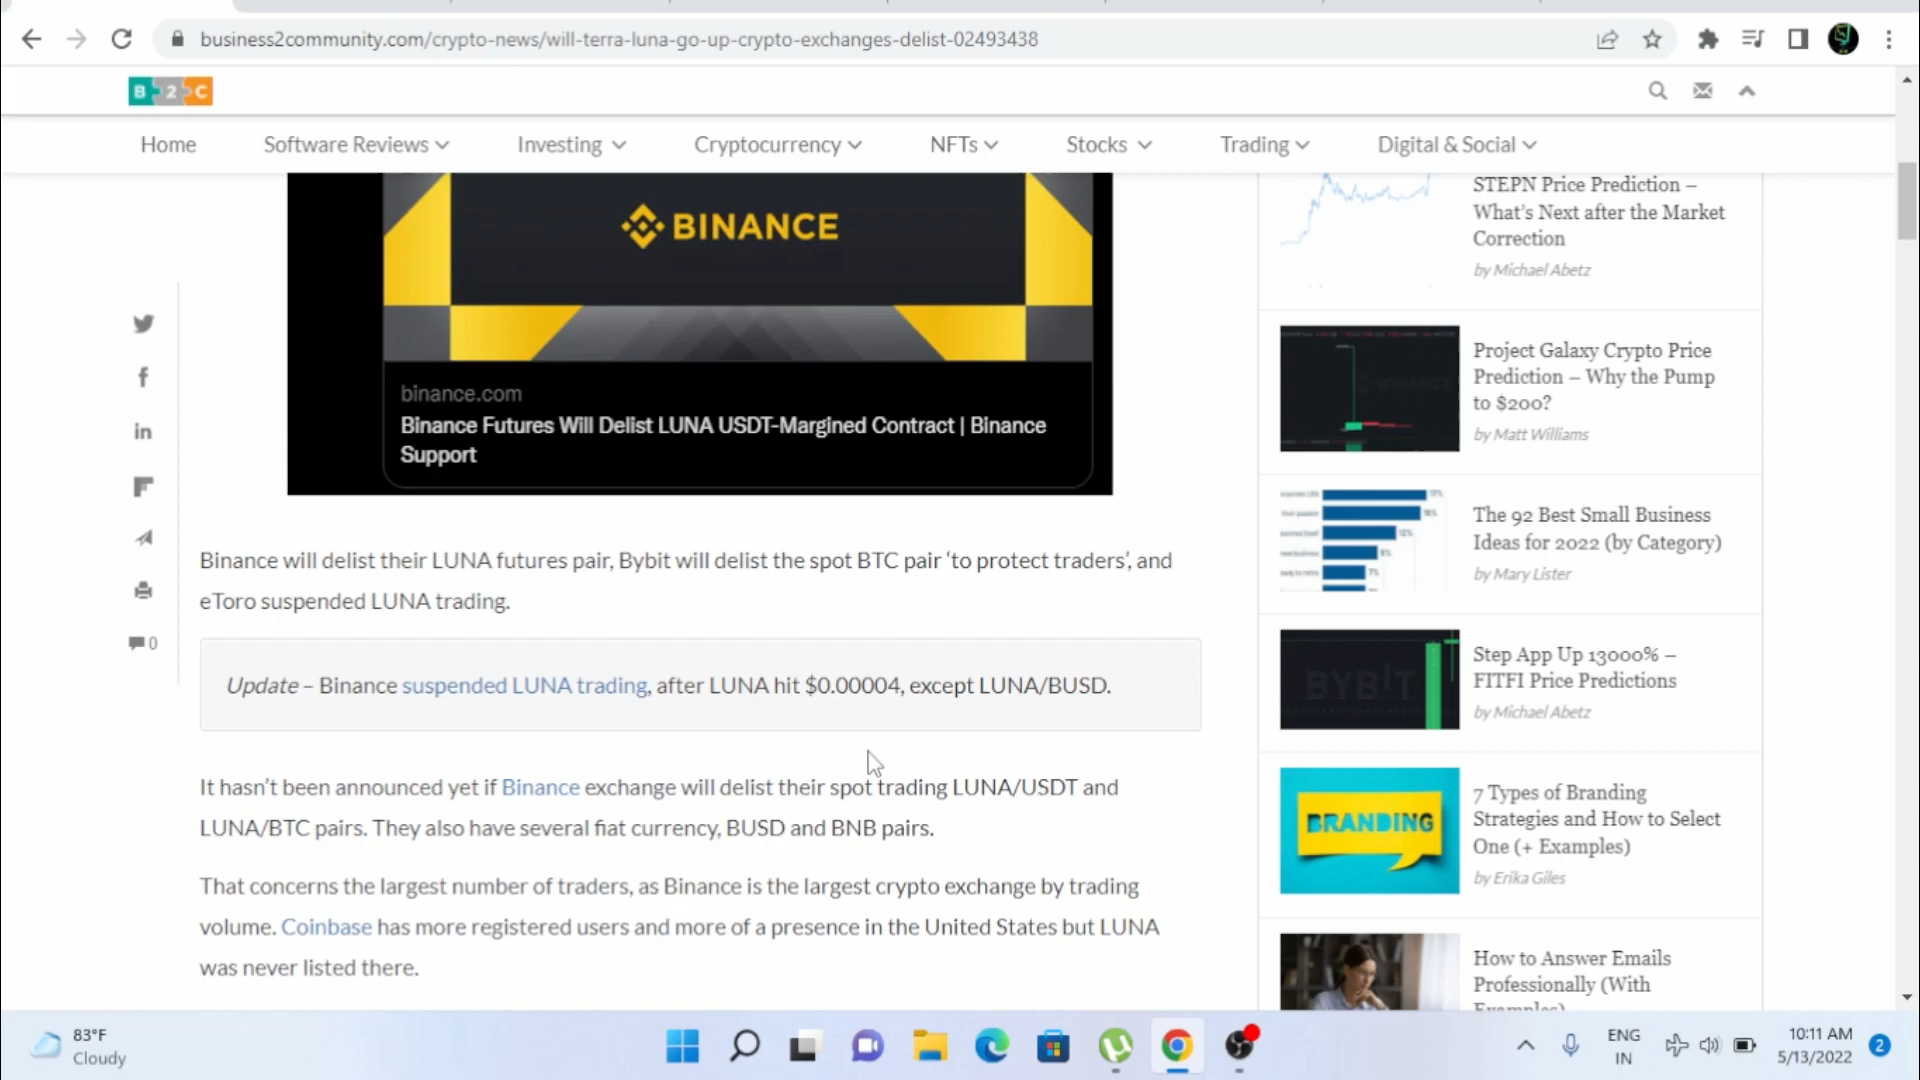 business2community.com/crypto-news/will-terra-luna-go-up-crypto-exchanges-delist-02493438
B 2 C
Home
Software Reviews
Investing
Cryptocurrency
NFTs
Stocks
Trading
Digital & Social
BINANCE
binance.com
Binance Futures Will Delist LUNA USDT-Margined Contract | Binance
Support
0
Binance will delist their LUNA futures pair, Bybit will delist the spot BTC pair ‘to protect traders’, and
eToro suspended LUNA trading.
Update – Binance suspended LUNA trading, after LUNA hit $0.00004, except LUNA/BUSD.
It hasn’t been announced yet if Binance exchange will delist their spot trading LUNA/USDT and
LUNA/BTC pairs. They also have several fiat currency, BUSD and BNB pairs.
That concerns the largest number of traders, as Binance is the largest crypto exchange by trading
volume. Coinbase has more registered users and more of a presence in the United States but LUNA
was never listed there.
STEPN Price Prediction –
What’s Next after the Market
Correction
by Michael Abetz
Project Galaxy Crypto Price
Prediction – Why the Pump
to $200?
by Matt Williams
The 92 Best Small Business
Ideas for 2022 (by Category)
by Mary Lister
BYBIT
Step App Up 13000% –
FITFI Price Predictions
by Michael Abetz
BRANDING
7 Types of Branding
Strategies and How to Select
One (+ Examples)
by Erika Giles
How to Answer Emails
Professionally (With
Examples)
83°F
Cloudy
ENG
IN
10:11 AM
5/13/2022
2